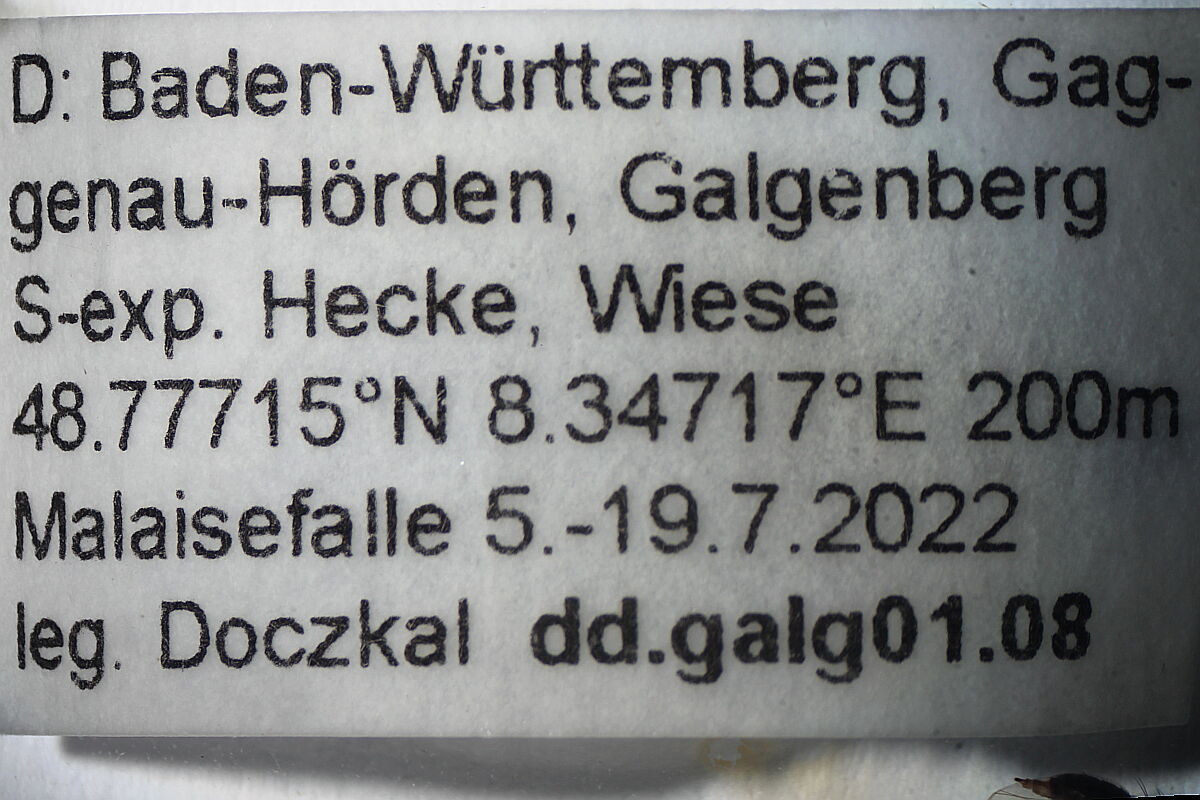 D: Baden-Württemberg, Gag-
genau-Hörden, Galgenberg
S-exp. Hecke, Wiese
48.77715°N 8.34717°E 200m
Malaisefalle 5.-19.7.2022
leg. Doczkal dd.galg01.08